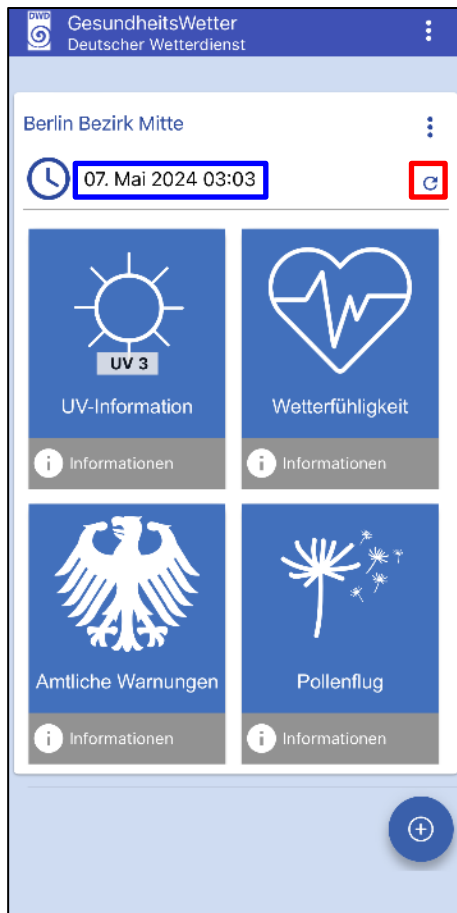 DWD
GesundheitsWetter
Deutscher Wetterdienst
Berlin Bezirk Mitte
07. Mai 2024 03:03
UV 3
UV-Information
Wetterfühligkeit
i Informationen
i Informationen
Amtliche Warnungen
Pollenflug
i Informationen
i Informationen